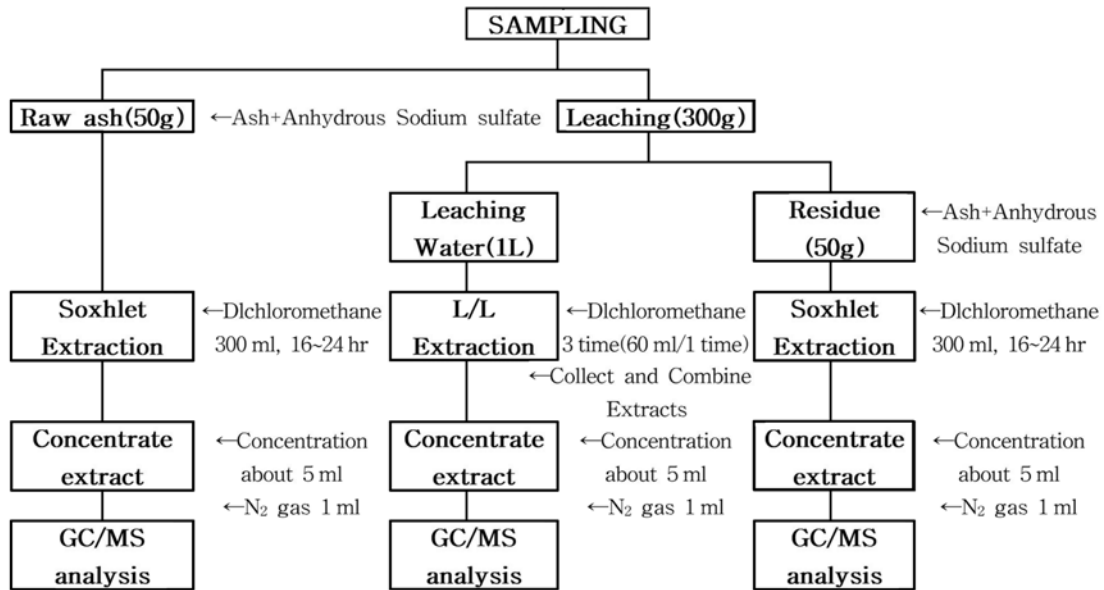 SAMPLING
Raw ash(50g)
←Ash+Anhydrous Sodium sulfate
Leaching(300g)
Leaching
Water(1L)
Residue
(50g)
←Ash+Anhydrous
Sodium sulfate
Soxhlet
Extraction
←Dlchloromethane
300 ml, 16~24 hr
L/L
Extraction
←Dlchloromethane
3 time(60 ml/1 time)
←Collect and Combine
Extracts
Soxhlet
Extraction
←Dlchloromethane
300 ml, 16~24 hr
Concentrate
extract
←Concentration
about 5 ml
←N₂ gas 1 ml
Concentrate
extract
←Concentration
about 5 ml
←N₂ gas 1 ml
Concentrate
extract
←Concentration
about 5 ml
←N₂ gas 1 ml
GC/MS
analysis
GC/MS
analysis
GC/MS
analysis